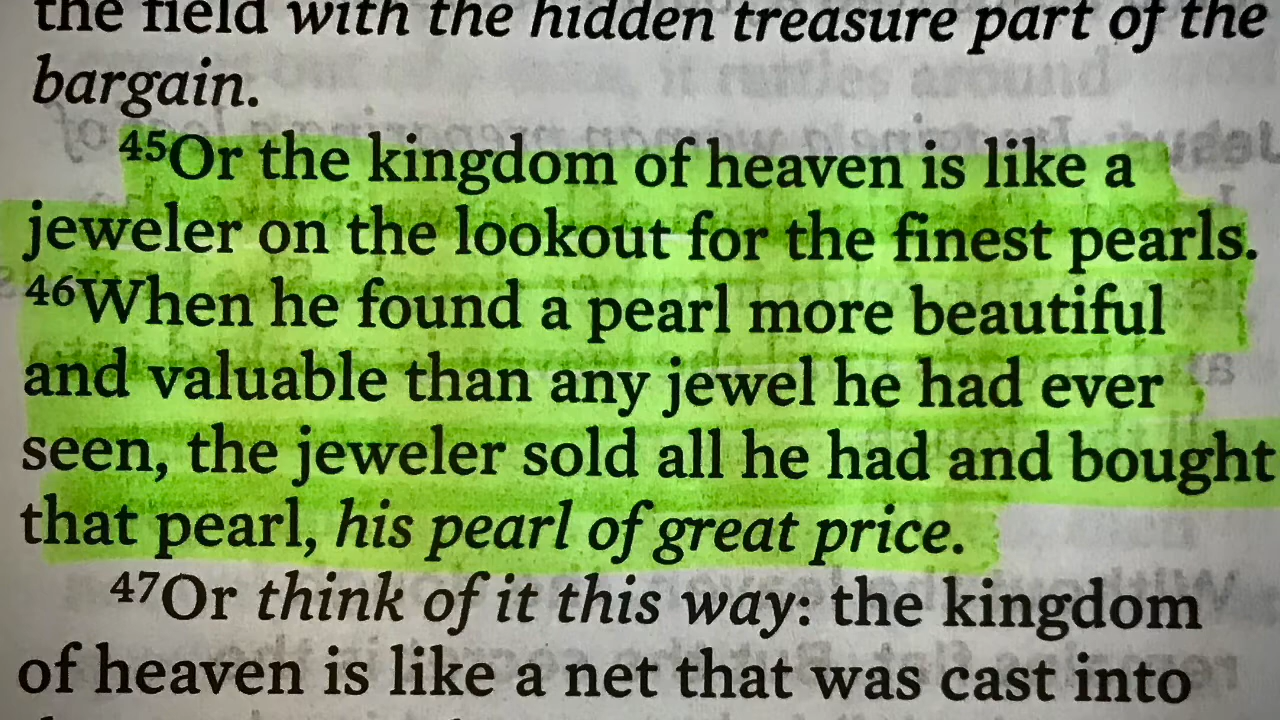 the field with the hidden treasure part of the
bargain.
45Or the kingdom of heaven is like a
jeweler on the lookout for the finest pearls.
46When he found a pearl more beautiful
and valuable than any jewel he had ever
seen, the jeweler sold all he had and bought
that pearl, his pearl of great price.
47Or think of it this way: the kingdom
of heaven is like a net that was cast into